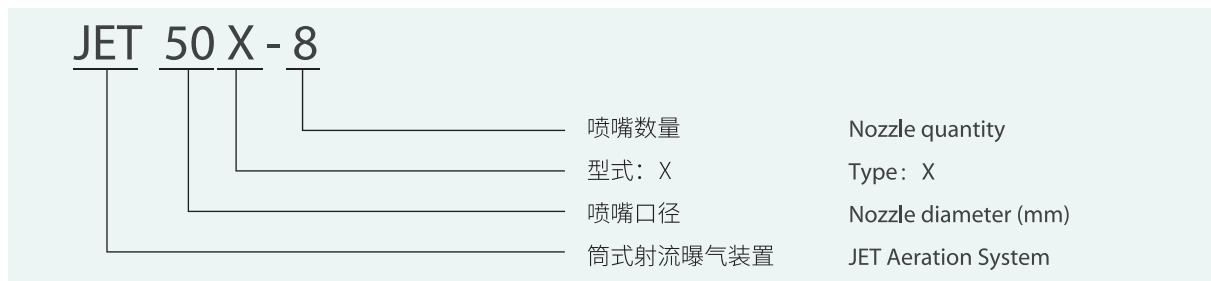 JET 50 X - 8
喷嘴数量 Nozzle quantity
型式：X Type：X
喷嘴口径 Nozzle diameter (mm)
筒式射流曝气装置 JET Aeration System